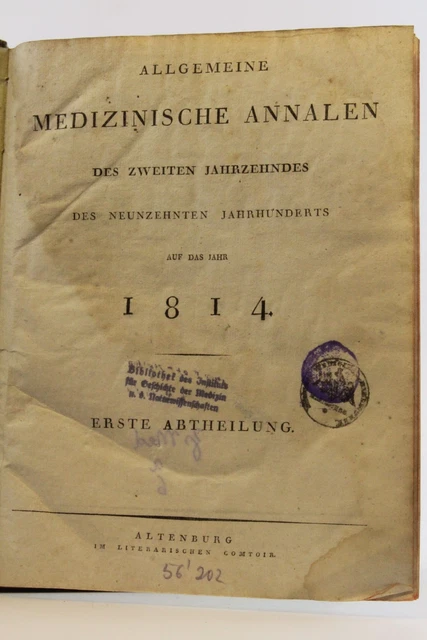 ALLGEMEINE
MEDIZINISCHE ANNALEN
DES ZWEITEN JAHRZEHNDES
DES NEUNZEHNTEN JAHRHUNDERTS
AUF DAS JAHR
1814.
Bibliothek des Instituts
für Geschichte der Medizin
u. d. Naturwissenschaften
ERSTE ABTHEILUNG.
ALTENBURG
IM LITERARISCHEN COMTOIR.
56' 202